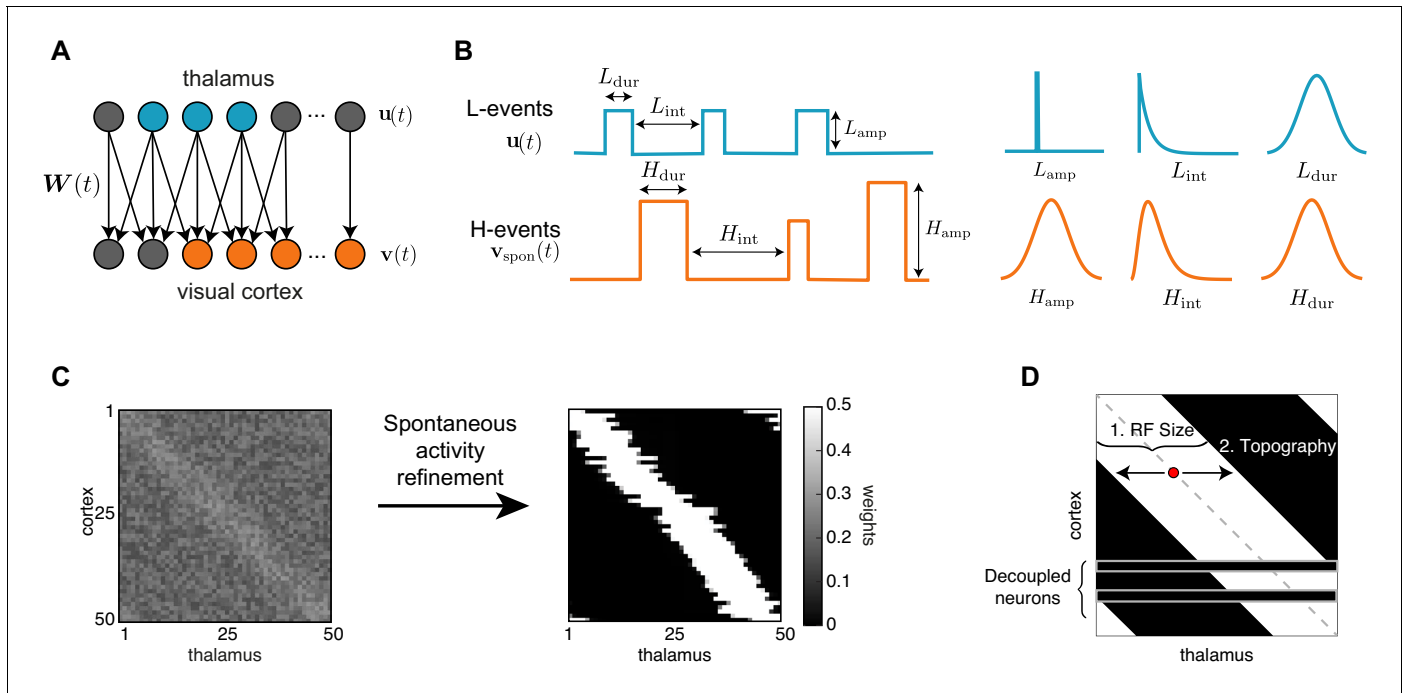 A
thalamus
... u(t)
W(t)
... v(t)
visual cortex
B
L-events
u(t)
L_dur
L_int
L_amp
H-events
v_spon(t)
H_dur
H_int
H_amp
L_amp
L_int
L_dur
H_amp
H_int
H_dur
C
1
25
50
cortex
1 25 50
thalamus
Spontaneous
activity
refinement
1 25 50
thalamus
0.5
0.4
0.3
0.2
0.1
0
weights
D
1. RF Size
2. Topography
cortex
Decoupled
neurons
thalamus